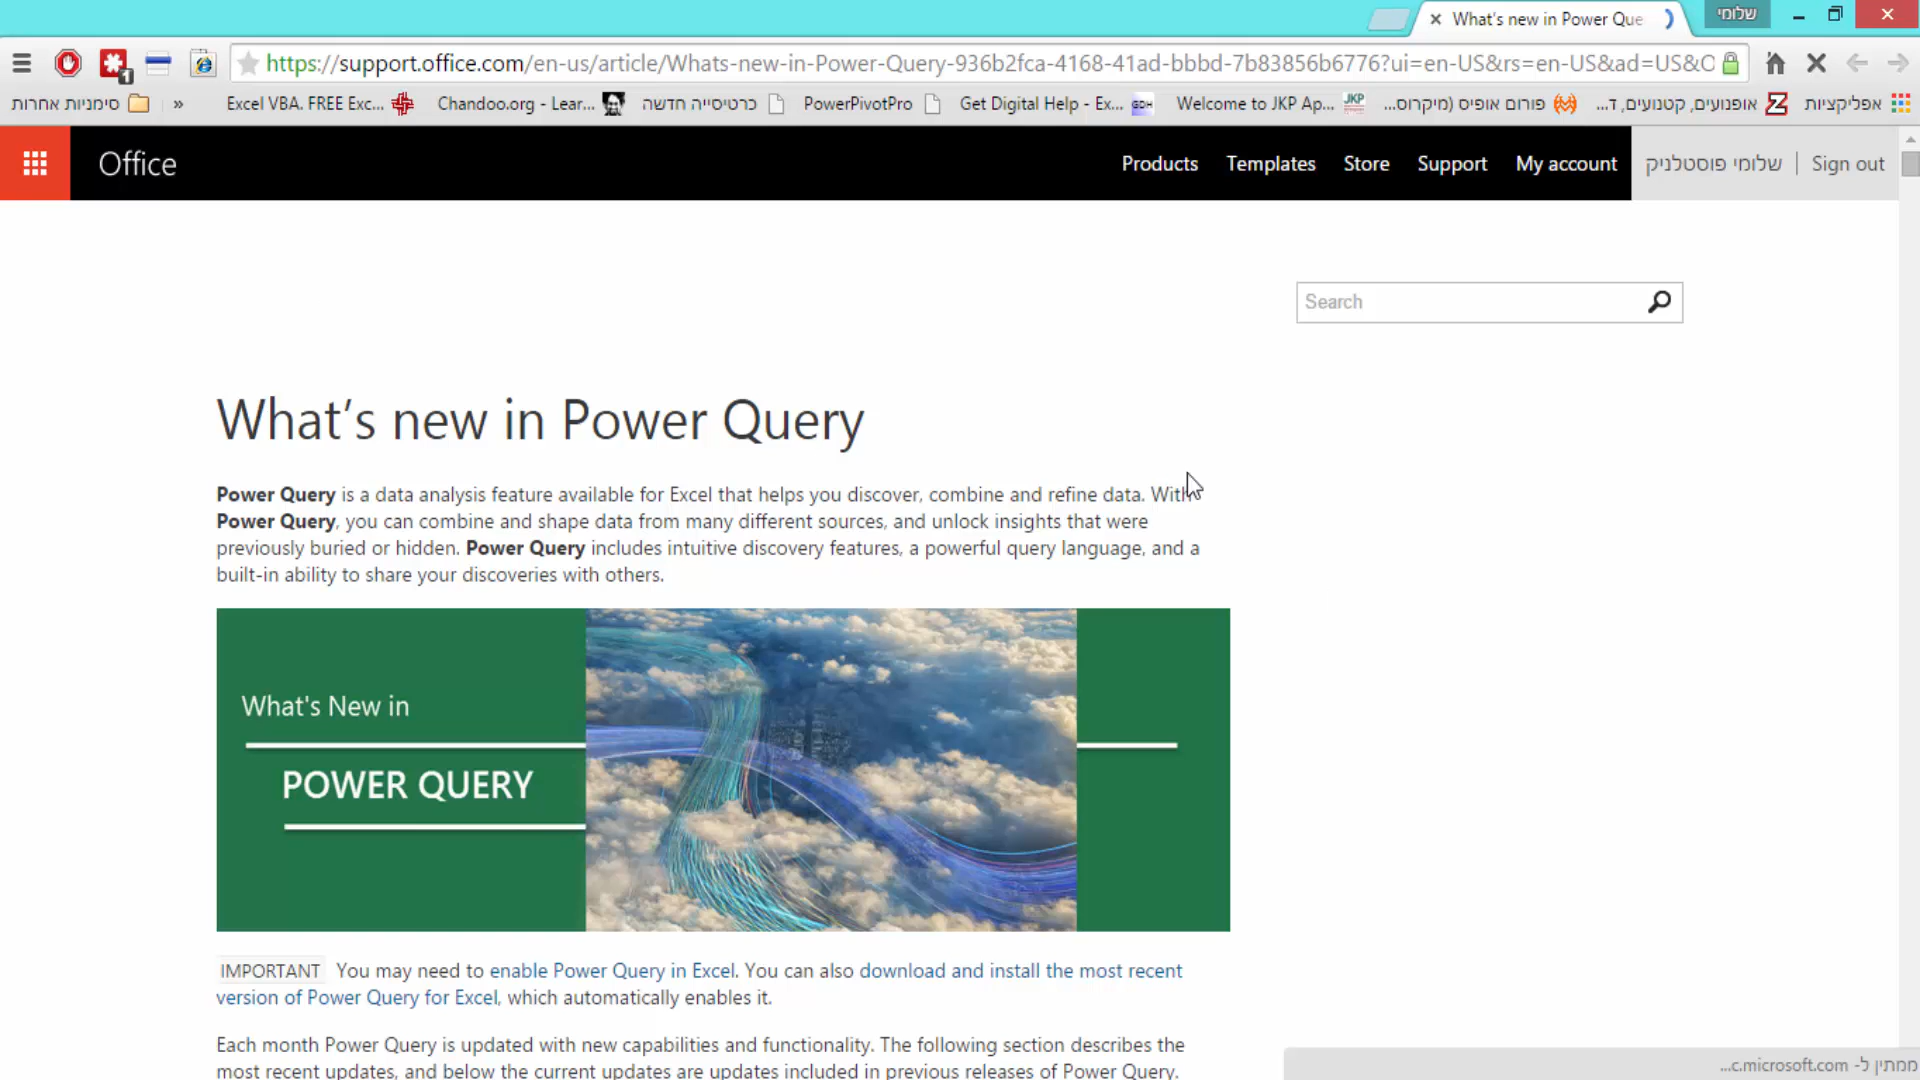 What's new in Power Que
שלומי
https://support.office.com/en-us/article/Whats-new-in-Power-Query-936b2fca-4168-41ad-bbbd-7b83856b6776?ui=en-US&rs=en-US&ad=US&C
1
סימניות אחרות
»
Excel VBA. FREE Exc...
Chandoo.org - Lear...
כרטיסייה חדשה
PowerPivotPro
Get Digital Help - Ex...
GDH
Welcome to JKP Ap...
JKP
פורום אופיס (מיקרוס...
אופנועים, קטנועים, ד...
אפליקציות
Office
Products
Templates
Store
Support
My account
שלומי פוסטלניק
Sign out
Search
What's new in Power Query
Power Query is a data analysis feature available for Excel that helps you discover, combine and refine data. With
Power Query, you can combine and shape data from many different sources, and unlock insights that were
previously buried or hidden. Power Query includes intuitive discovery features, a powerful query language, and a
built-in ability to share your discoveries with others.
What's New in
POWER QUERY
IMPORTANT You may need to enable Power Query in Excel. You can also download and install the most recent
version of Power Query for Excel, which automatically enables it.
Each month Power Query is updated with new capabilities and functionality. The following section describes the
most recent updates, and below the current updates are updates included in previous releases of Power Query.
ממתין ל- c.microsoft.com...